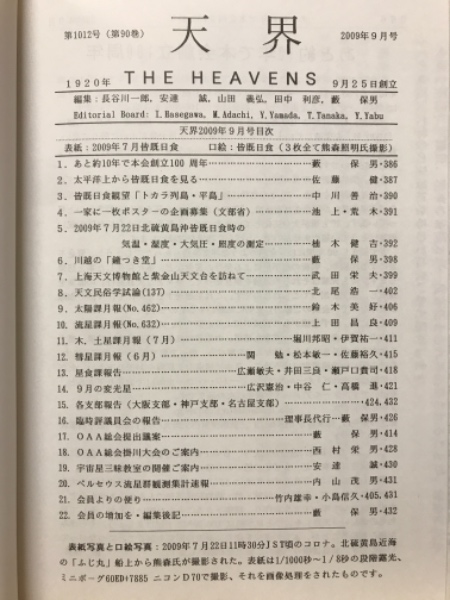 第1012号（第90巻） 天界 2009年9月号
1920年 THE HEAVENS 9月25日創立
編集：長谷川一郎，安達 誠，山田 義弘，田中 利彦，藪 保男
Editorial Board: I.Hasegawa, M.Adachi, Y.Yamada, T.Tanaka, Y.Yabu
天界2009年9月号目次
表紙：2009年7月皆既日食 口絵：皆既日食（3枚全て熊森照明氏撮影）
1．あと約10年で本会創立100 周年……藪 保 男・386
2．太平洋上から皆既日食を見る……佐 藤 健・387
3．皆既日食観望「トカラ列島・平島」……中 川 善 治・390
4．一家に一枚ポスターの企画募集（文部省）……池 上・荒 木・391
5．2009年7月22日北硫黄島沖皆既日食時の
気温・湿度・大気圧・照度の測定……柚 木 健 吉・392
6．川越の「鐘つき堂」……藪 保 男・398
7．上海天文博物館と紫金山天文台を訪ねて……武 田 栄 夫・399
8．天文民俗学試論(137)……北 尾 浩 一・402
9．太陽課月報(No.462)……鈴 木 美 好・406
10．流星課月報(No.632)……上 田 昌 良・409
11．木．土星課月報（7月）……堀川邦昭・伊賀祐一・411
12．彗星課月報（6月）……関 勉・松本敏一・佐藤裕久・415
13．星食課報告……広瀬敏夫・井田三良・瀬戸口貴司・418
14．9月の変光星……広沢憲治・中谷 仁・高橋 進・421
15．各支部報告（大阪支部・神戸支部・名古屋支部）……424,432
16．臨時評議員会の報告……理事長代行－藪 保 男・426
17．OAA総会提出議案……藪 保 男・414
18．OAA総会掛川大会のご案内……西 村 栄 男・428
19．宇宙星三昧教室の開催ご案内……安 達 誠・430
20．ペルセウス流星群観測集計速報……内 山 茂 男・431
21．会員よりの便り……竹内雄幸・小島信久・405,431
22．会員の増加を・編集後記……藪 保 男・432
表紙写真と口絵写真：2009年7月22日11時30分JST頃のコロナ。北硫黄島近海
の「ふじ丸」船上から熊森氏が撮影された。表紙は1/1000秒～1/8秒の段階露光、
ミニボーグ60ED+7885 ニコンD70で撮影、それを画像処理をされたものです。